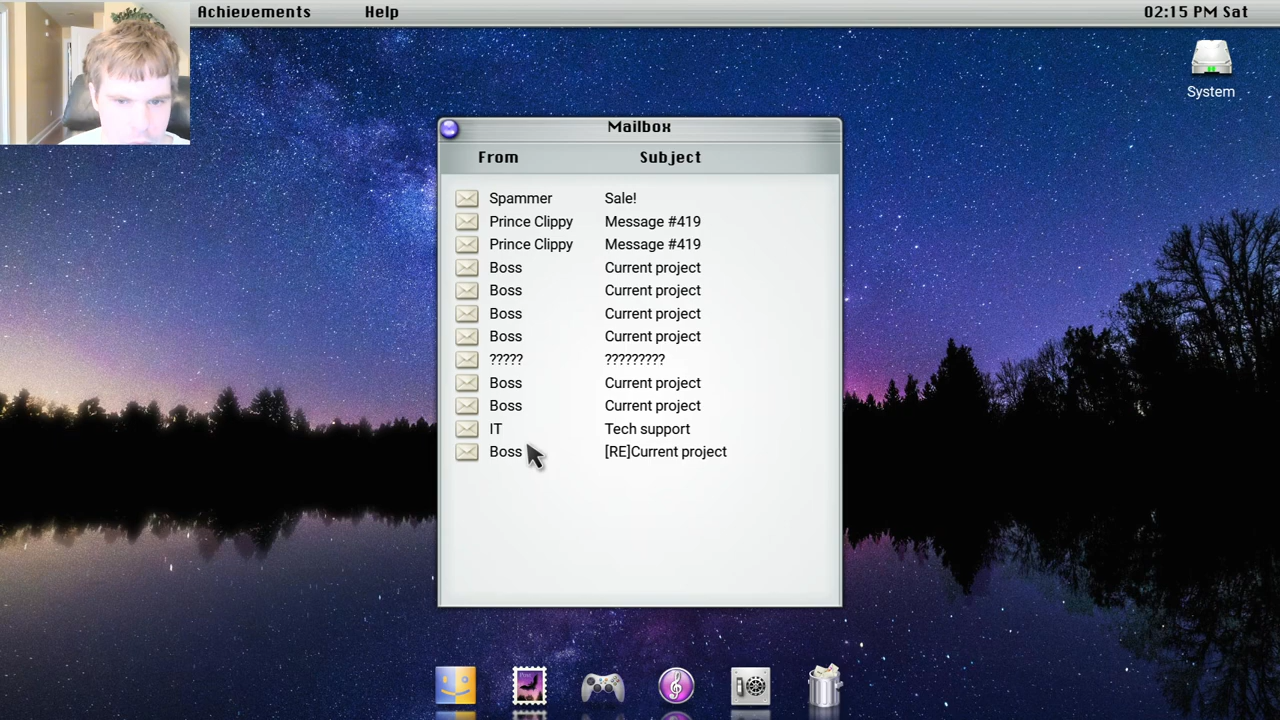 Achievements Help 02:15 PM Sat
System
Mailbox
From Subject
Spammer Sale!
Prince Clippy Message #419
Prince Clippy Message #419
Boss Current project
Boss Current project
Boss Current project
Boss Current project
????? ?????????
Boss Current project
Boss Current project
IT Tech support
Boss [RE]Current project